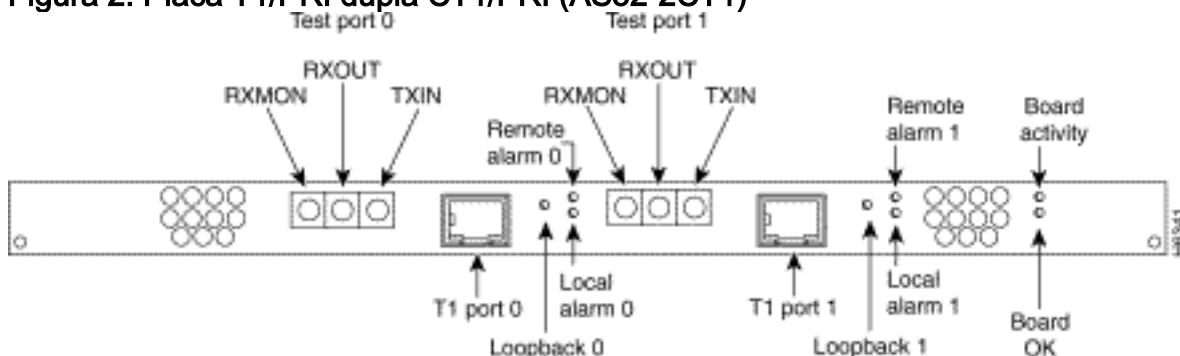 Figura 2. Placa T1/PRI dupla CT1/PRI (AS52-2CT1)
Test port 0
Test port 1
RXOUT
RXOUT
RXMON
TXIN
RXMON
TXIN
Remote
alarm 0
Remote
alarm 1
Board
activity
T1 port 0
Local
alarm 0
T1 port 1
Local
alarm 1
Loopback 0
Loopback 1
Board
OK